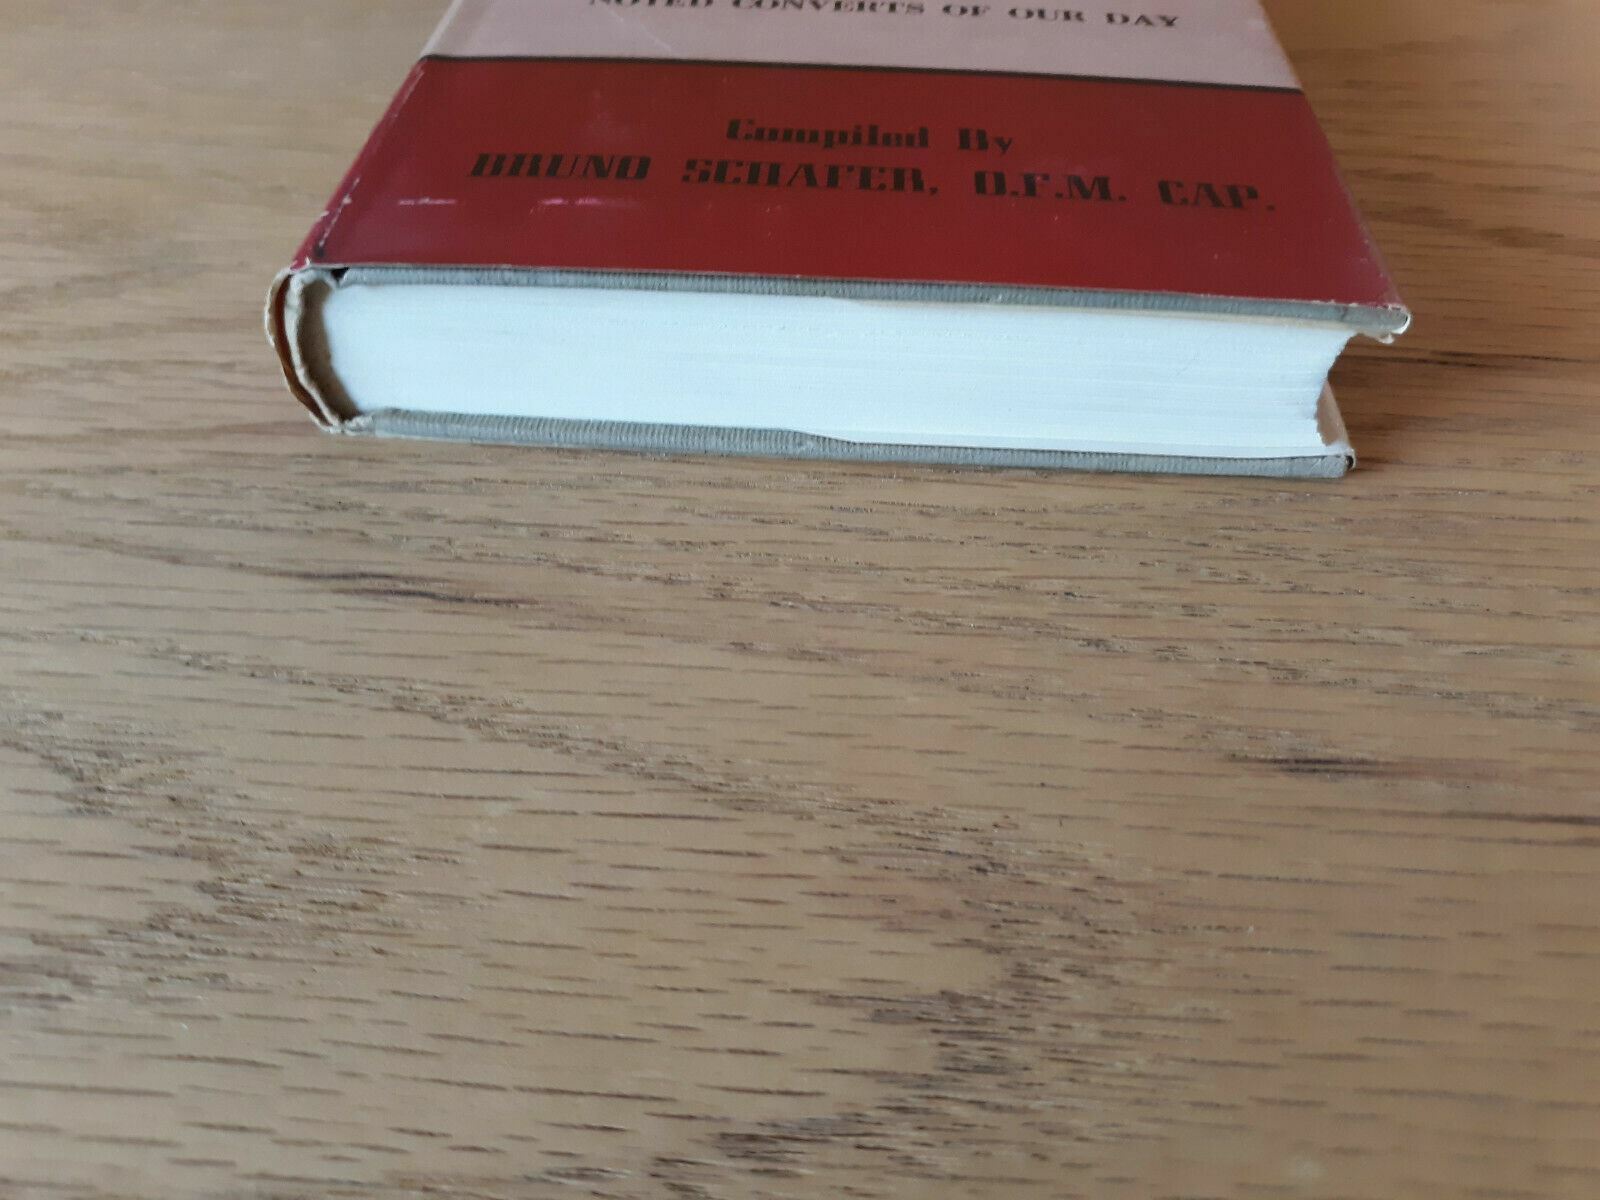 NOTED CONVERTS OF OUR DAY
Compiled By
BRUNO SCHAFER, O.F.M. CAP.